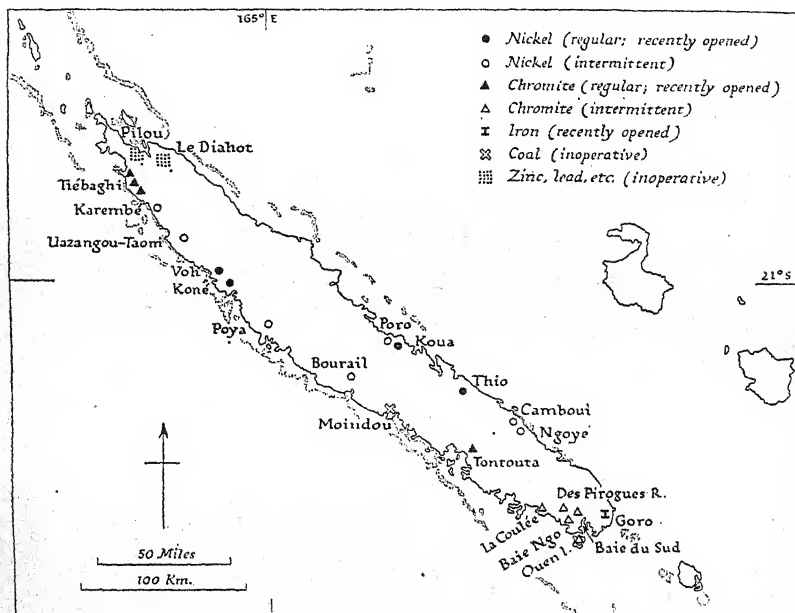 165° E
Nickel (regular; recently opened)
Nickel (intermittent)
Chromite (regular; recently opened)
Chromite (intermittent)
Iron (recently opened)
Coal (inoperative)
Zinc, lead, etc. (inoperative)
Pilou
Le Diahot
Tiébaghi
Karembé
Uazangou-Taom
Voh
Koné
21°S
Poya
Poro
Koua
Bourail
Thio
Moindou
Camboui
Ngoye
Tontouta
Des Pirogues R.
La Coulée
Goro
Baie Ngo
Baie du Sud
Ouen I.
50 Miles
100 Km.